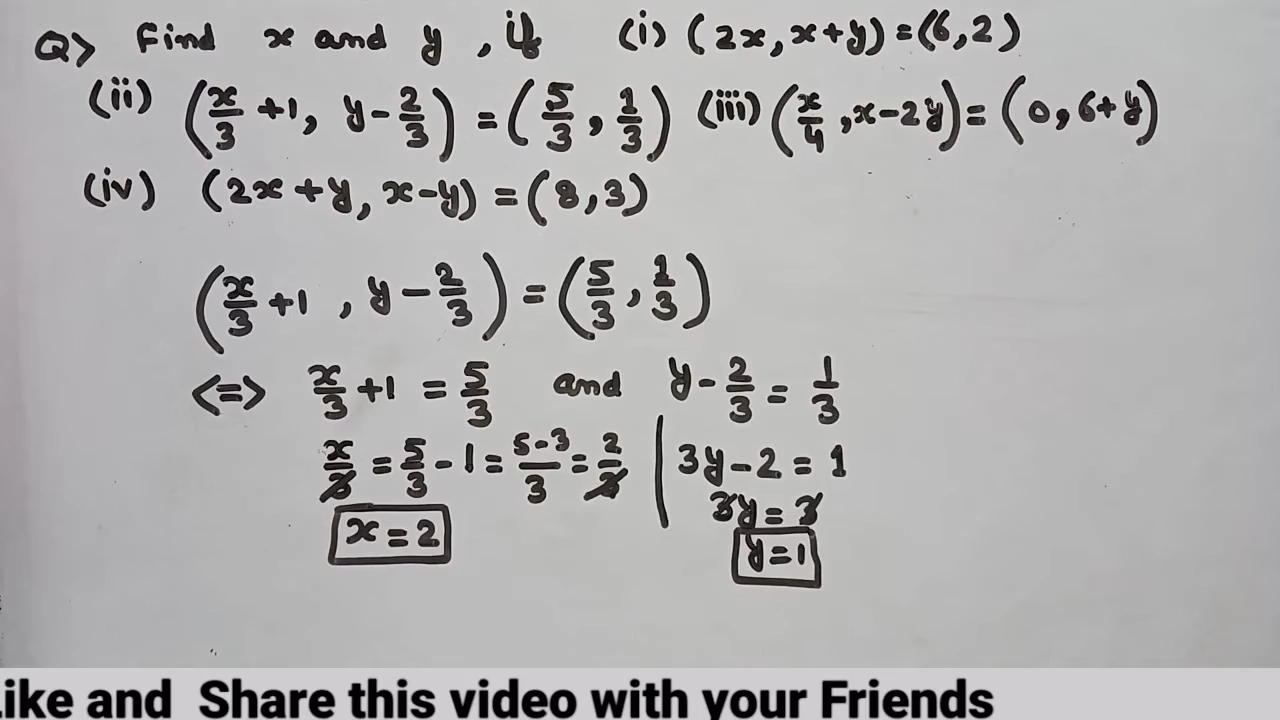 Q> Find x and y, if (i) (2x, x+y) = (6, 2)
(ii) (x/3 + 1, y - 2/3) = (5/3, 1/3) (iii) (x/4, x-2y) = (0, 6+y)
(iv) (2x+y, x-y) = (8, 3)
(x/3 + 1, y - 2/3) = (5/3, 1/3)
<=> x/3 + 1 = 5/3 and y - 2/3 = 1/3
x/3 = 5/3 - 1 = 5-3/3 = 2/3 | 3y - 2 = 1
3y = 3
x = 2
y = 1
Like and Share this video with your Friends